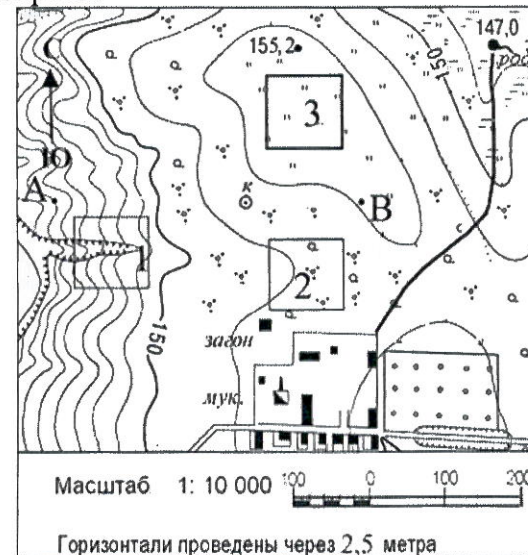 С
147,0
155,2
род
150
3
Ю
к
А
В
1
2
150
загон
мук.
Масштаб 1: 10 000
100 0 100 200
Горизонтали проведены через 2,5 метра